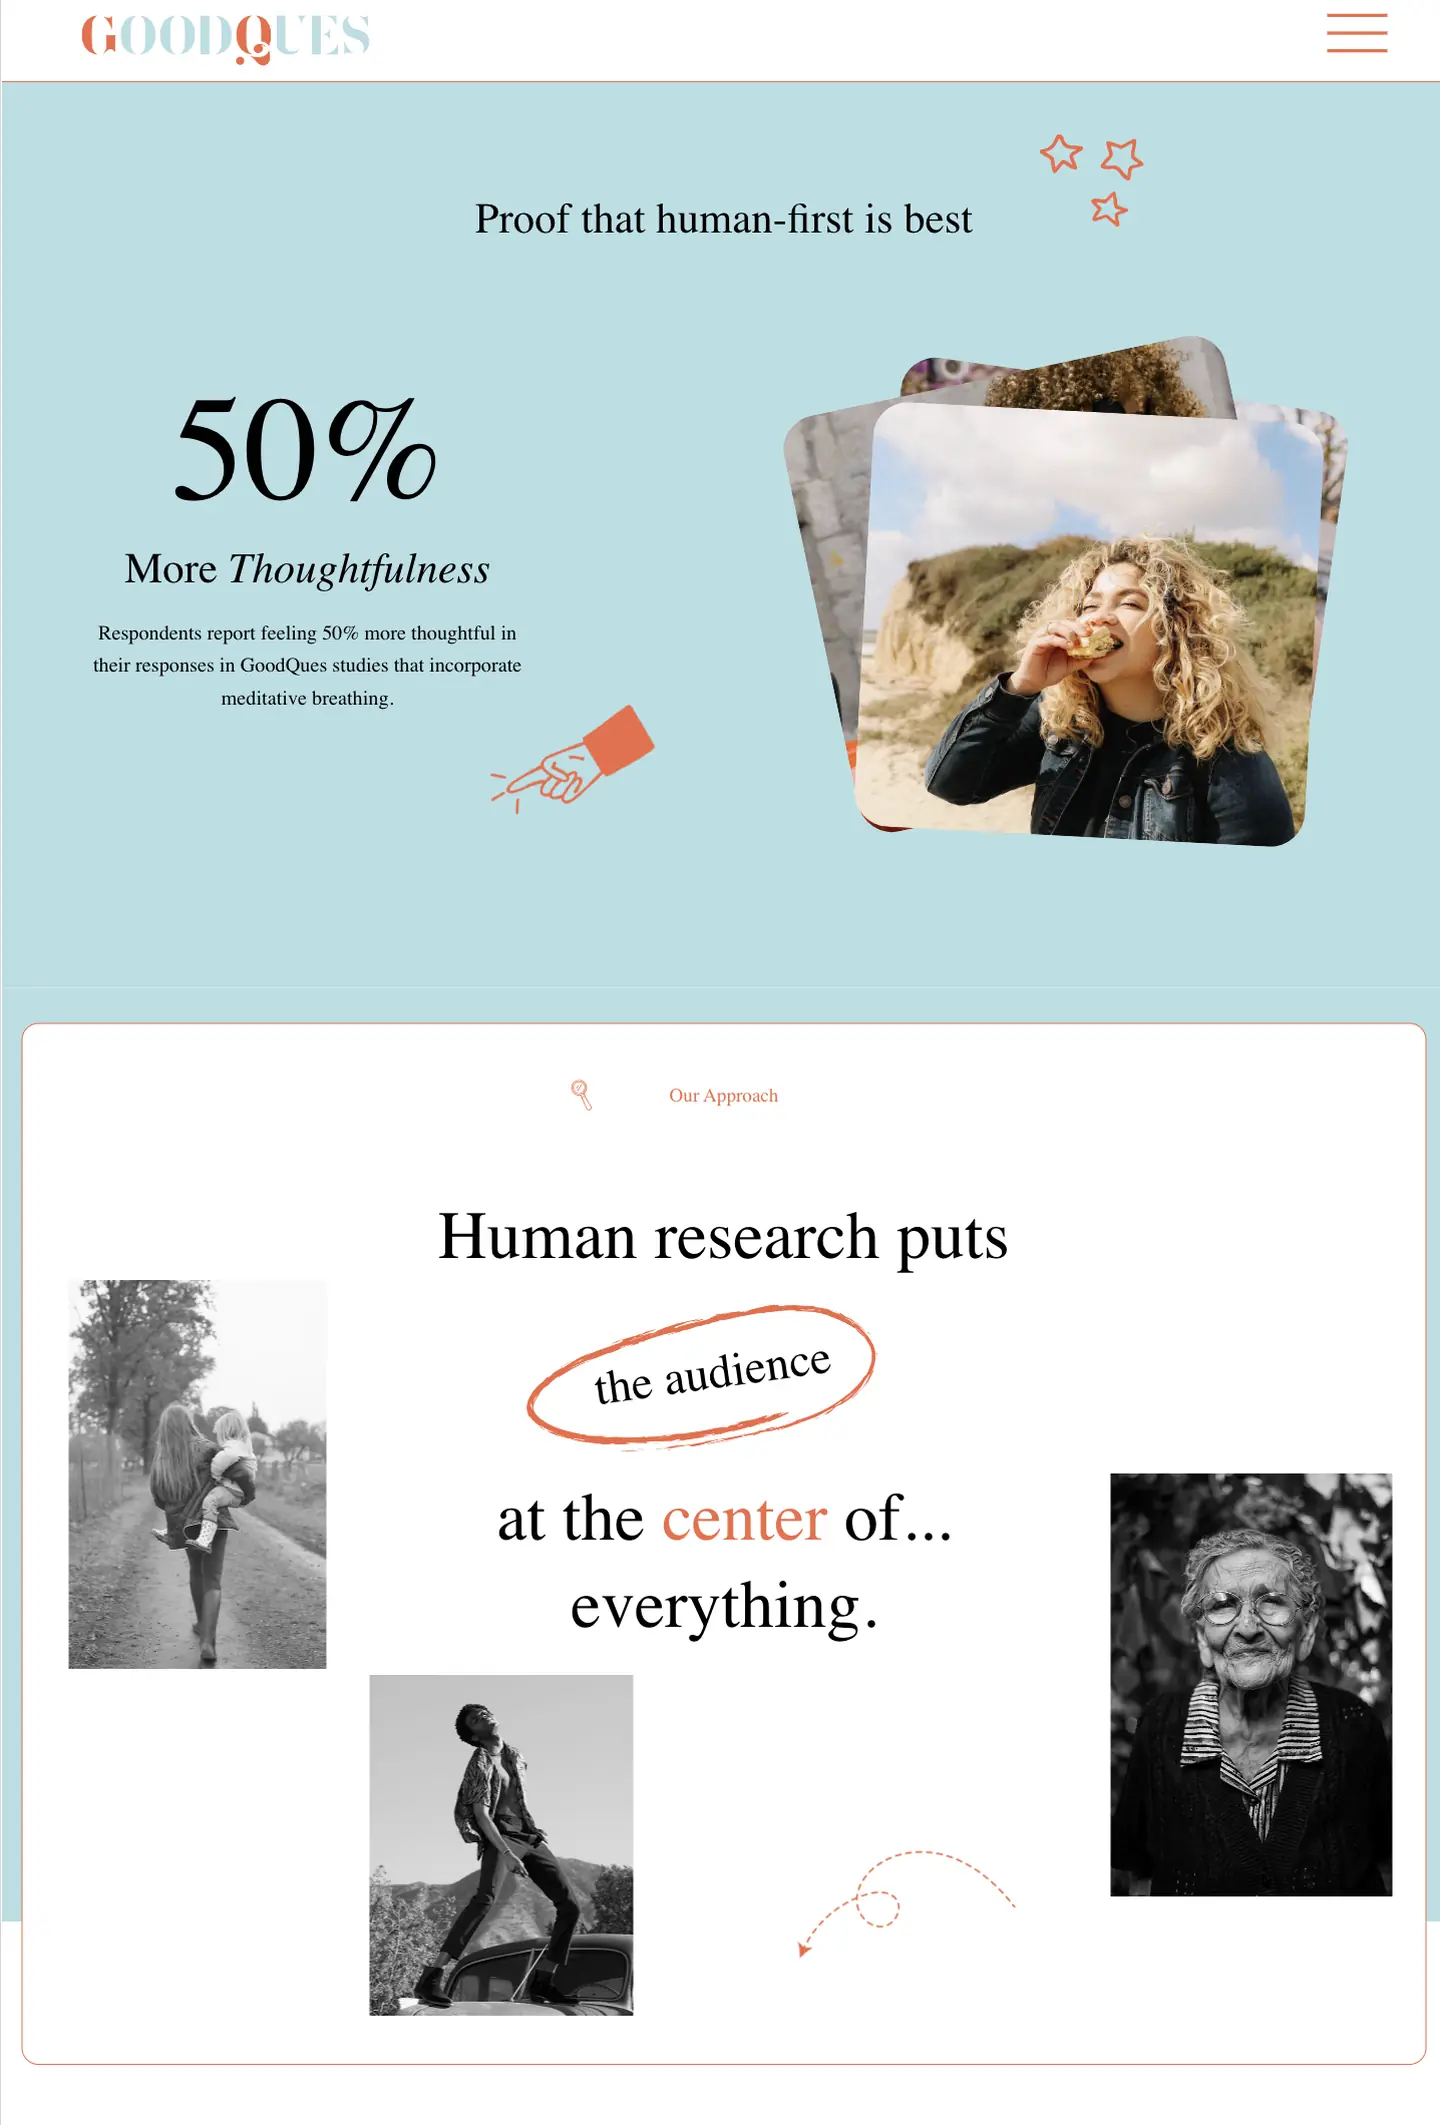 GOODQUES
Proof that human-first is best
50%
More Thoughtfulness
Respondents report feeling 50% more thoughtful in
their responses in GoodQues studies that incorporate
meditative breathing.
Our Approach
Human research puts
the audience
at the center of...
everything.